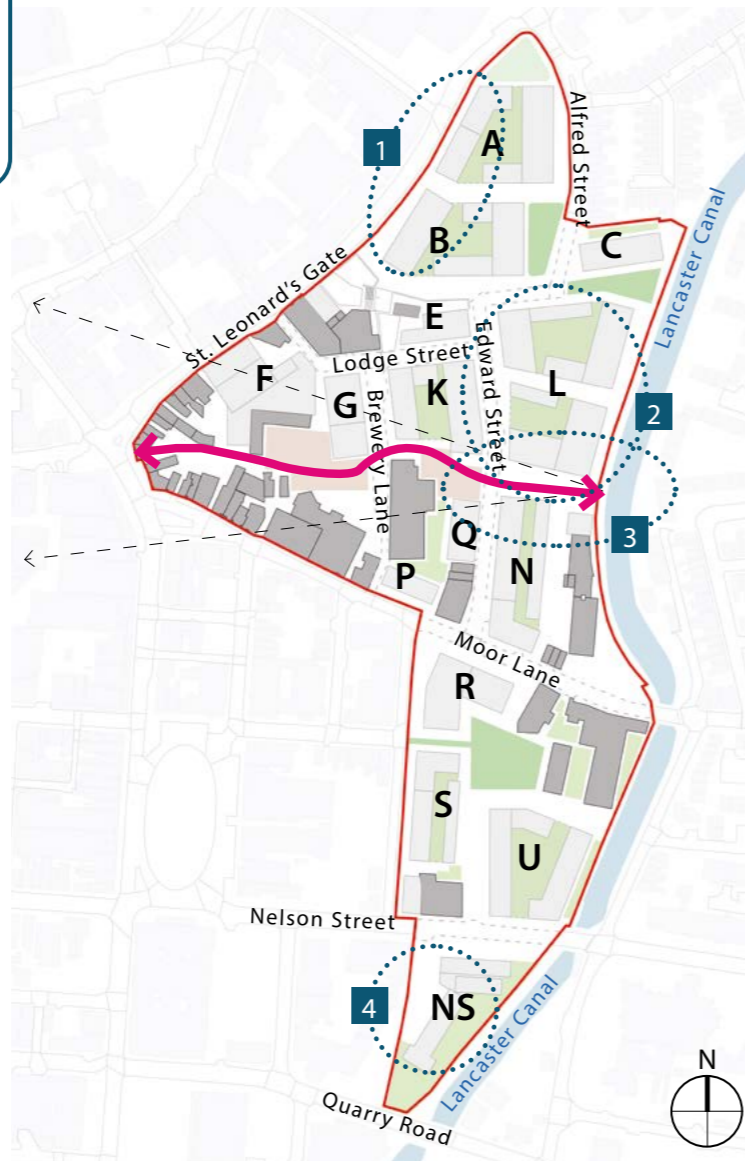 Alfred Street
1
A
B
C
Lancaster Canal
St. Leonard's Gate
E
Edward Street
Lodge Street
F
G
K
L
Brewery Lane
2
3
Q
N
P
Moor Lane
R
S
U
Nelson Street
4
NS
Lancaster Canal
N
Quarry Road